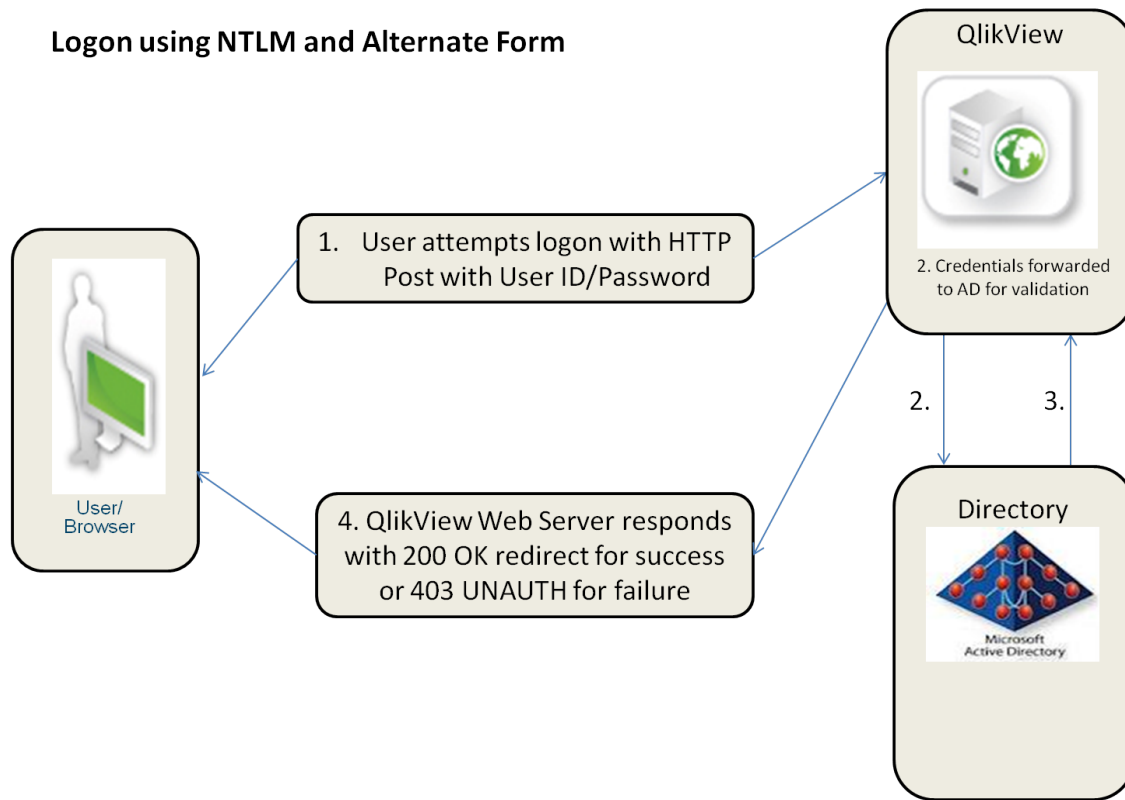 Logon using NTLM and Alternate Form
QlikView
1. User attempts logon with HTTP
Post with User ID/Password
2. Credentials forwarded
to AD for validation
User/
Browser
2.
3.
4. QlikView Web Server responds
with 200 OK redirect for success
or 403 UNAUTH for failure
Directory
Microsoft
Active Directory